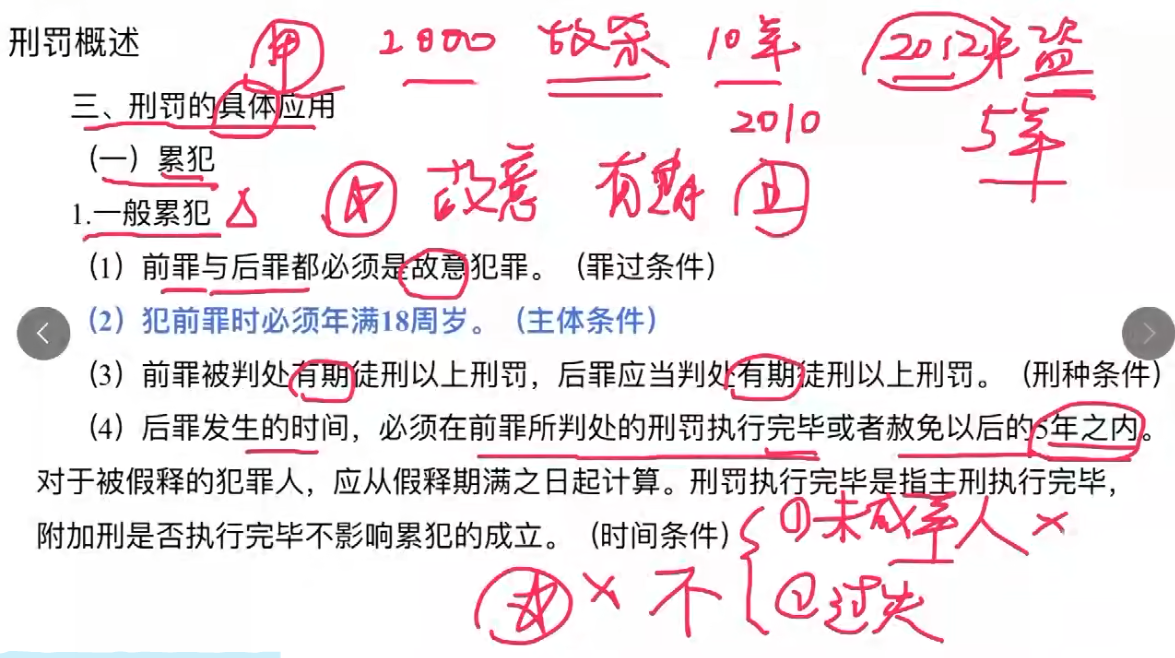 刑罚概述
甲 2000 故杀 10年 2012年 盗
2010 5年
三、刑罚的具体应用
（一）累犯
故意 有期
1.一般累犯
（1）前罪与后罪都必须是故意犯罪。（罪过条件）
（2）犯前罪时必须年满18周岁。（主体条件）
（3）前罪被判处有期徒刑以上刑罚，后罪应当判处有期徒刑以上刑罚。（刑种条件）
（4）后罪发生的时间，必须在前罪所判处的刑罚执行完毕或者赦免以后的5年之内。
对于被假释的犯罪人，应从假释期满之日起计算。刑罚执行完毕是指主刑执行完毕，
附加刑是否执行完毕不影响累犯的成立。（时间条件）
①未成年人 ×
× 不 ②过失